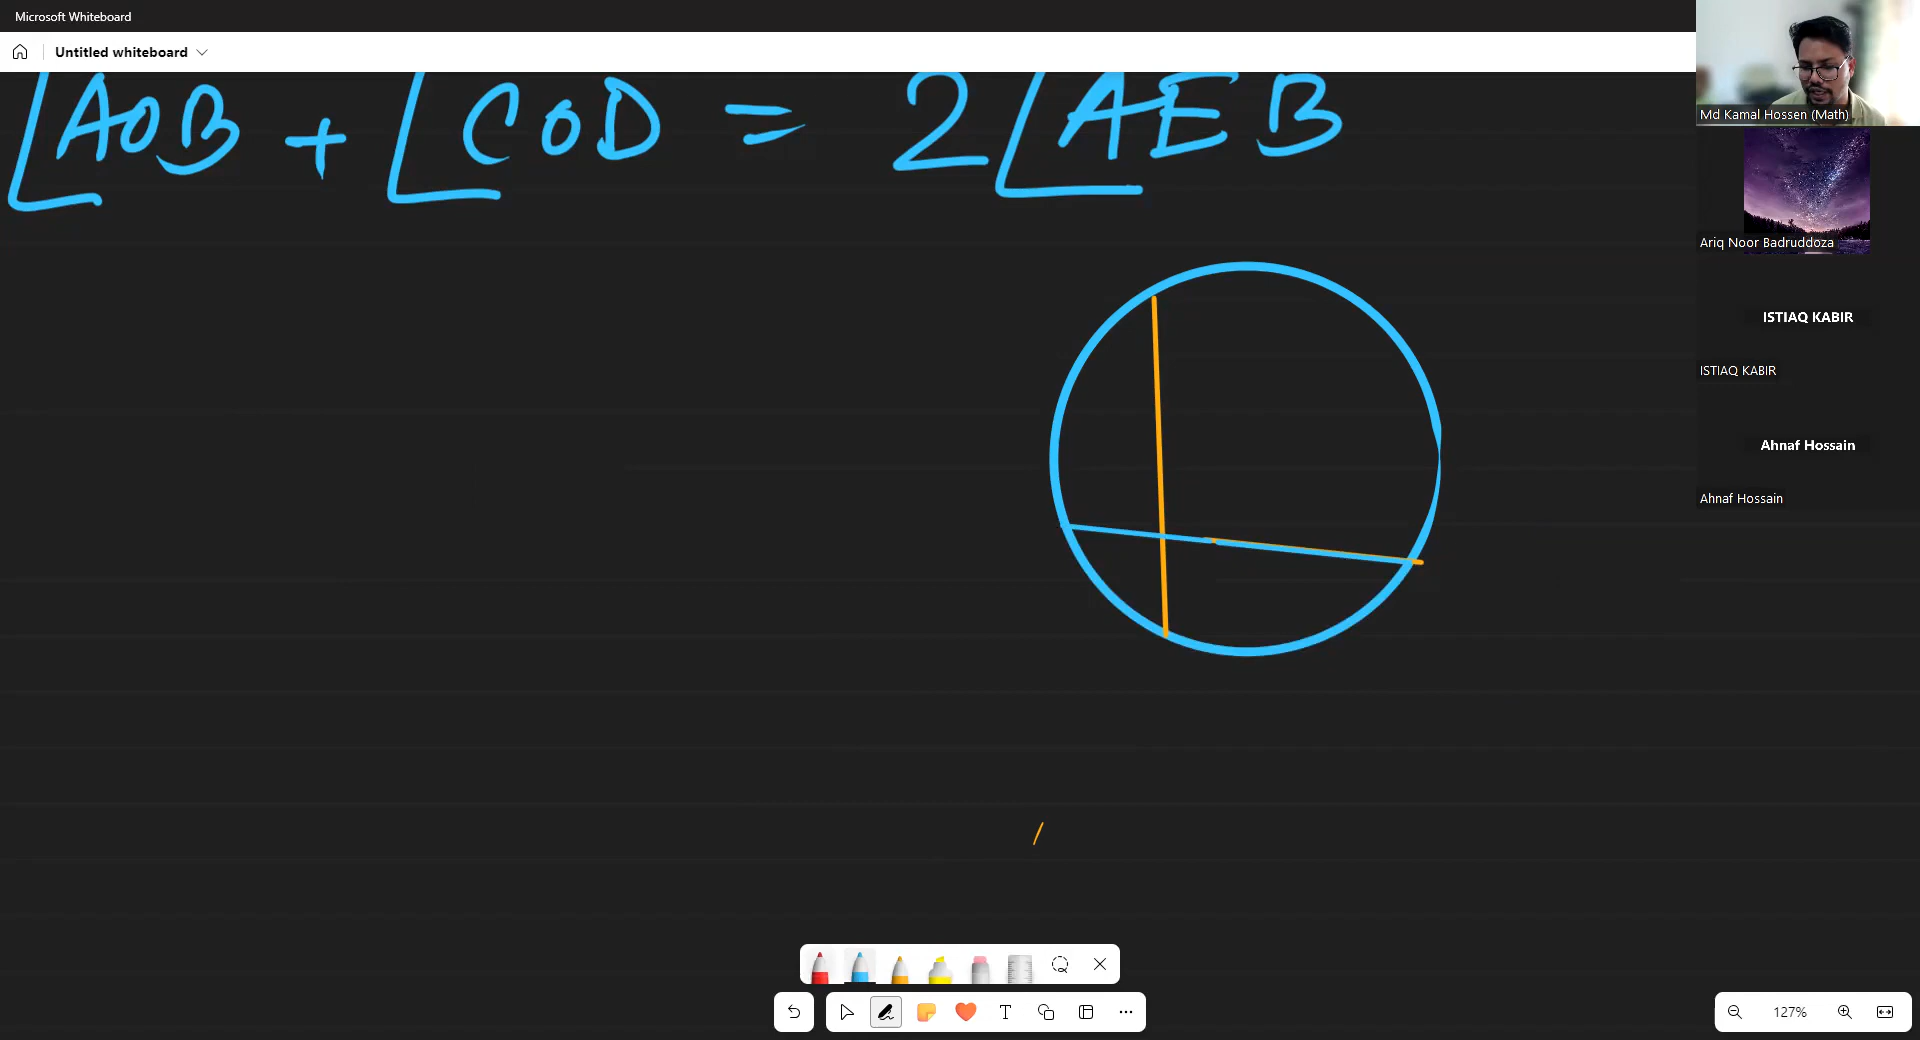 Microsoft Whiteboard
Untitled whiteboard
∠AOB + ∠COD = 2∠AEB
Md Kamal Hossen (Math)
Ariq Noor Badruddoza
ISTIAQ KABIR
ISTIAQ KABIR
Ahnaf Hossain
Ahnaf Hossain
T
127%